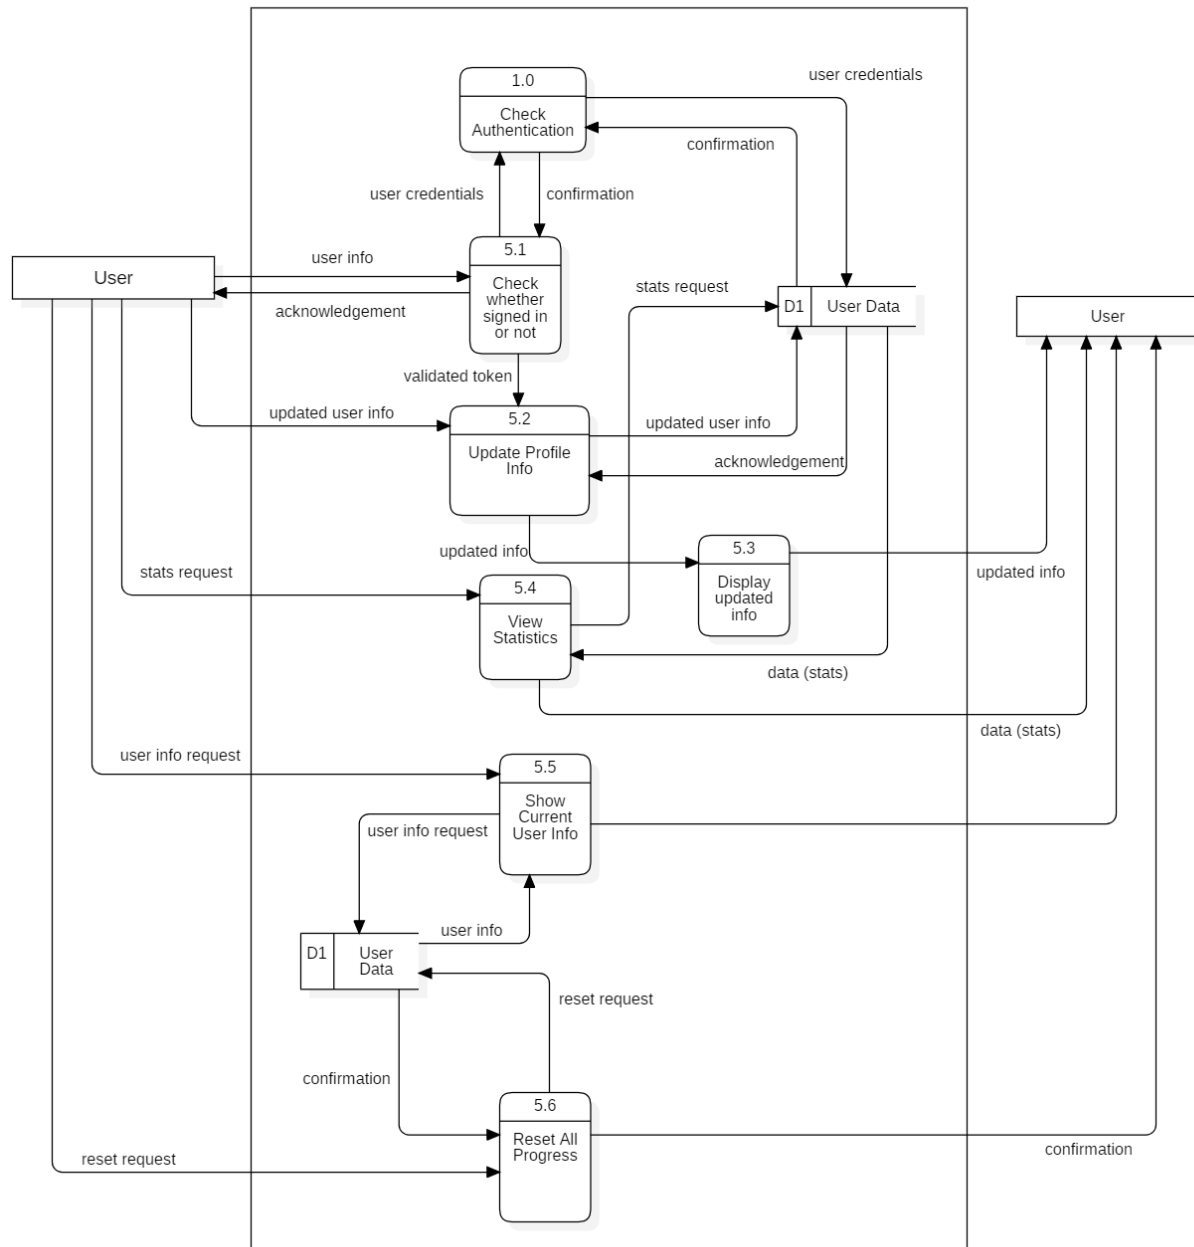 1.0
Check
Authentication
user credentials
confirmation
user credentials
confirmation
User
user info
acknowledgement
5.1
Check
whether
signed in
or not
stats request
D1
User Data
User
validated token
updated user info
5.2
Update Profile
Info
updated user info
acknowledgement
updated info
5.3
Display
updated
info
updated info
stats request
5.4
View
Statistics
data (stats)
data (stats)
user info request
5.5
Show
Current
User Info
user info request
user info
D1
User
Data
reset request
confirmation
5.6
Reset All
Progress
reset request
confirmation